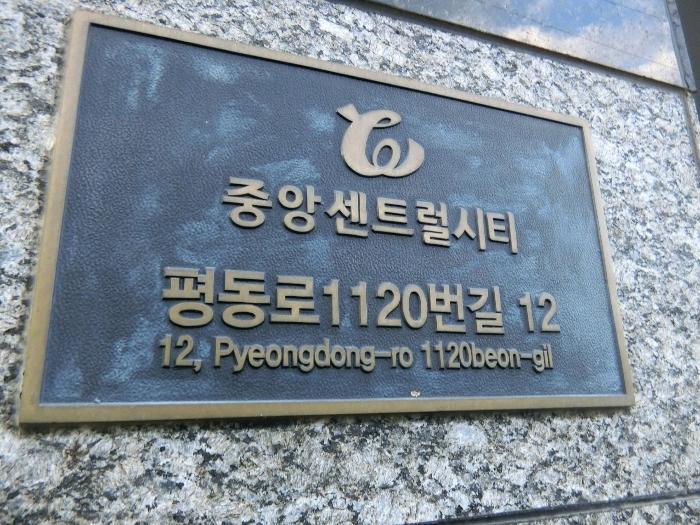 중앙센트럴시티
평동로1120번길 12
12, Pyeongdong-ro 1120beon-gil